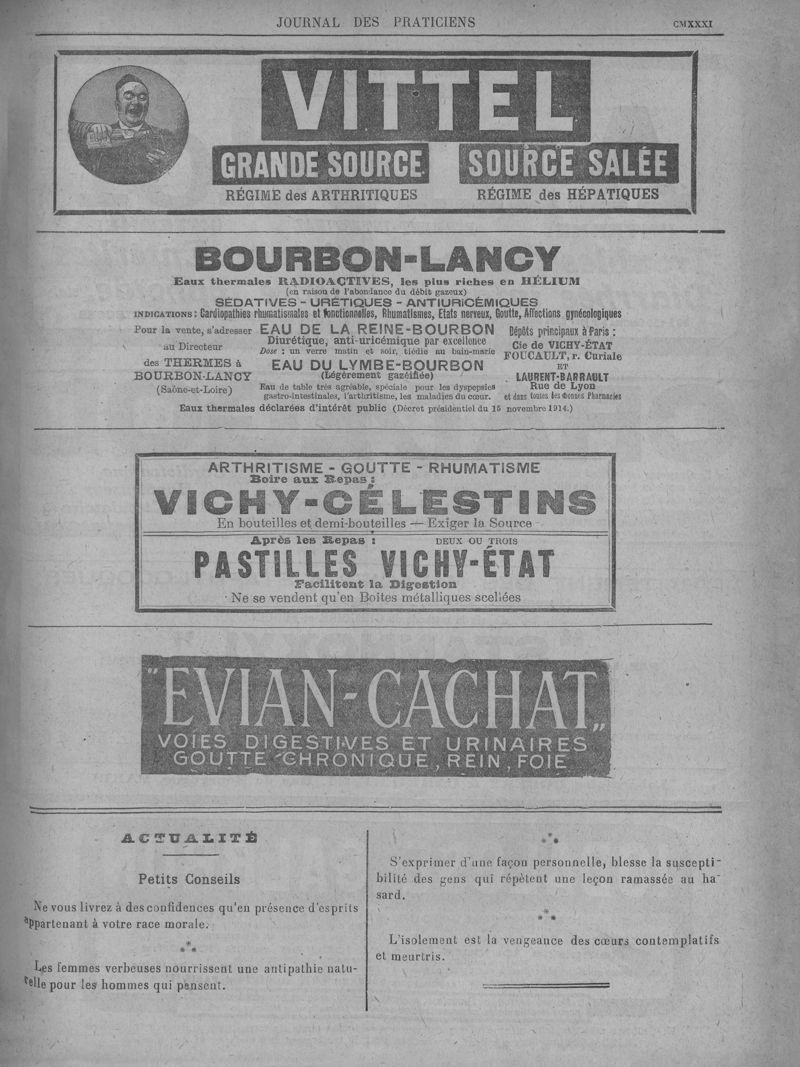 JOURNAL DES PRATICIENS
CMXXXI
VITTEL
GRANDE SOURCE
RÉGIME des ARTHRITIQUES
SOURCE SALÉE
RÉGIME des HÉPATIQUES
BOURBON-LANCY
Eaux thermales RADIOACTIVES, les plus riches en HÉLIUM
(en raison de l'abondance du débit gazeux)
SÉDATIVES - URÉTIQUES - ANTIURICÉMIQUES
INDICATIONS : Cardiopathies rhumatismales et fonctionnelles, Rhumatismes, Etats nerveux, Goutte, Affections gynécologiques
Pour la vente, s'adresser
au Directeur
des THERMES à
BOURBON-LANCY
(Saône-et-Loire)
EAU DE LA REINE-BOURBON
Diurétique, anti-uricémique par excellence
Dose : un verre matin et soir, tiédie au bain-marie
EAU DU LYMBE-BOURBON
(Légèrement gazéifiée)
Eau de table très agréable, spéciale pour les dyspepsies
gastro-intestinales, l'arthritisme, les maladies du cœur.
Dépôts principaux à Paris :
Cie de VICHY-ÉTAT
FOUCAULT, r. Curiale
ET
LAURENT-BARRAULT
Rue de Lyon
et dans toutes les bonnes Pharmacies
Eaux thermales déclarées d'intérêt public (Décret présidentiel du 15 novembre 1914.)
ARTHRITISME - GOUTTE - RHUMATISME
Boire aux Repas :
VICHY-CÉLESTINS
En bouteilles et demi-bouteilles — Exiger la Source
Après les Repas : DEUX OU TROIS
PASTILLES VICHY-ÉTAT
Facilitent la Digestion
Ne se vendent qu'en Boites métalliques scellées
"EVIAN-CACHAT„
VOIES DIGESTIVES ET URINAIRES
GOUTTE CHRONIQUE, REIN, FOIE
ACTUALITÉ
Petits Conseils
Ne vous livrez à des confidences qu'en présence d'esprits
appartenant à votre race morale.
Les femmes verbeuses nourrissent une antipathie natu-
relle pour les hommes qui pensent.
S'exprimer d'une façon personnelle, blesse la suscepti-
bilité des gens qui répètent une leçon ramassée au ha-
sard.
L'isolement est la vengeance des cœurs contemplatifs
et meurtris.